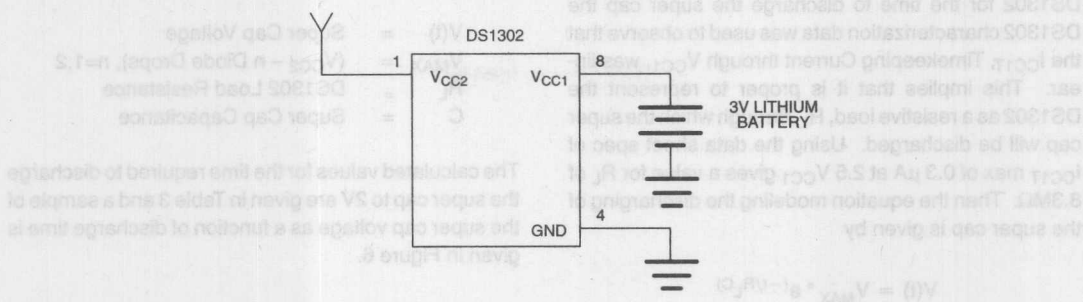 DS1302
1
8
V_CC2
V_CC1
3V LITHIUM
BATTERY
4
GND
DS1302 for the time to discharge the super cap the
DS1302 characterization data was used to observe that
the I_CC1T, Timekeeping Current through V_CC1, was lin-
ear. This implies that it is proper to represent the
DS1302 as a resistive load, through the super
cap will be discharged. Using the data sheet spec of
I_CC1T max of 0.3 µA at 2.5 V_CC1 gives a value for R_L of
8.3MΩ. Then the equation modeling the discharging of
the super cap is given by
V(t) = V_MAX * e^(–t/R_LC)
V(t) = Super Cap Voltage
V_MAX = (V_CC2 – n Diode Drops), n=1,2
R_L = DS1302 Load Resistance
C = Super Cap Capacitance
The calculated values for the time required to discharge
the super cap to 2V are given in Table 3 and a sample of
the super cap voltage as a function of discharge time is
given in Figure 6.